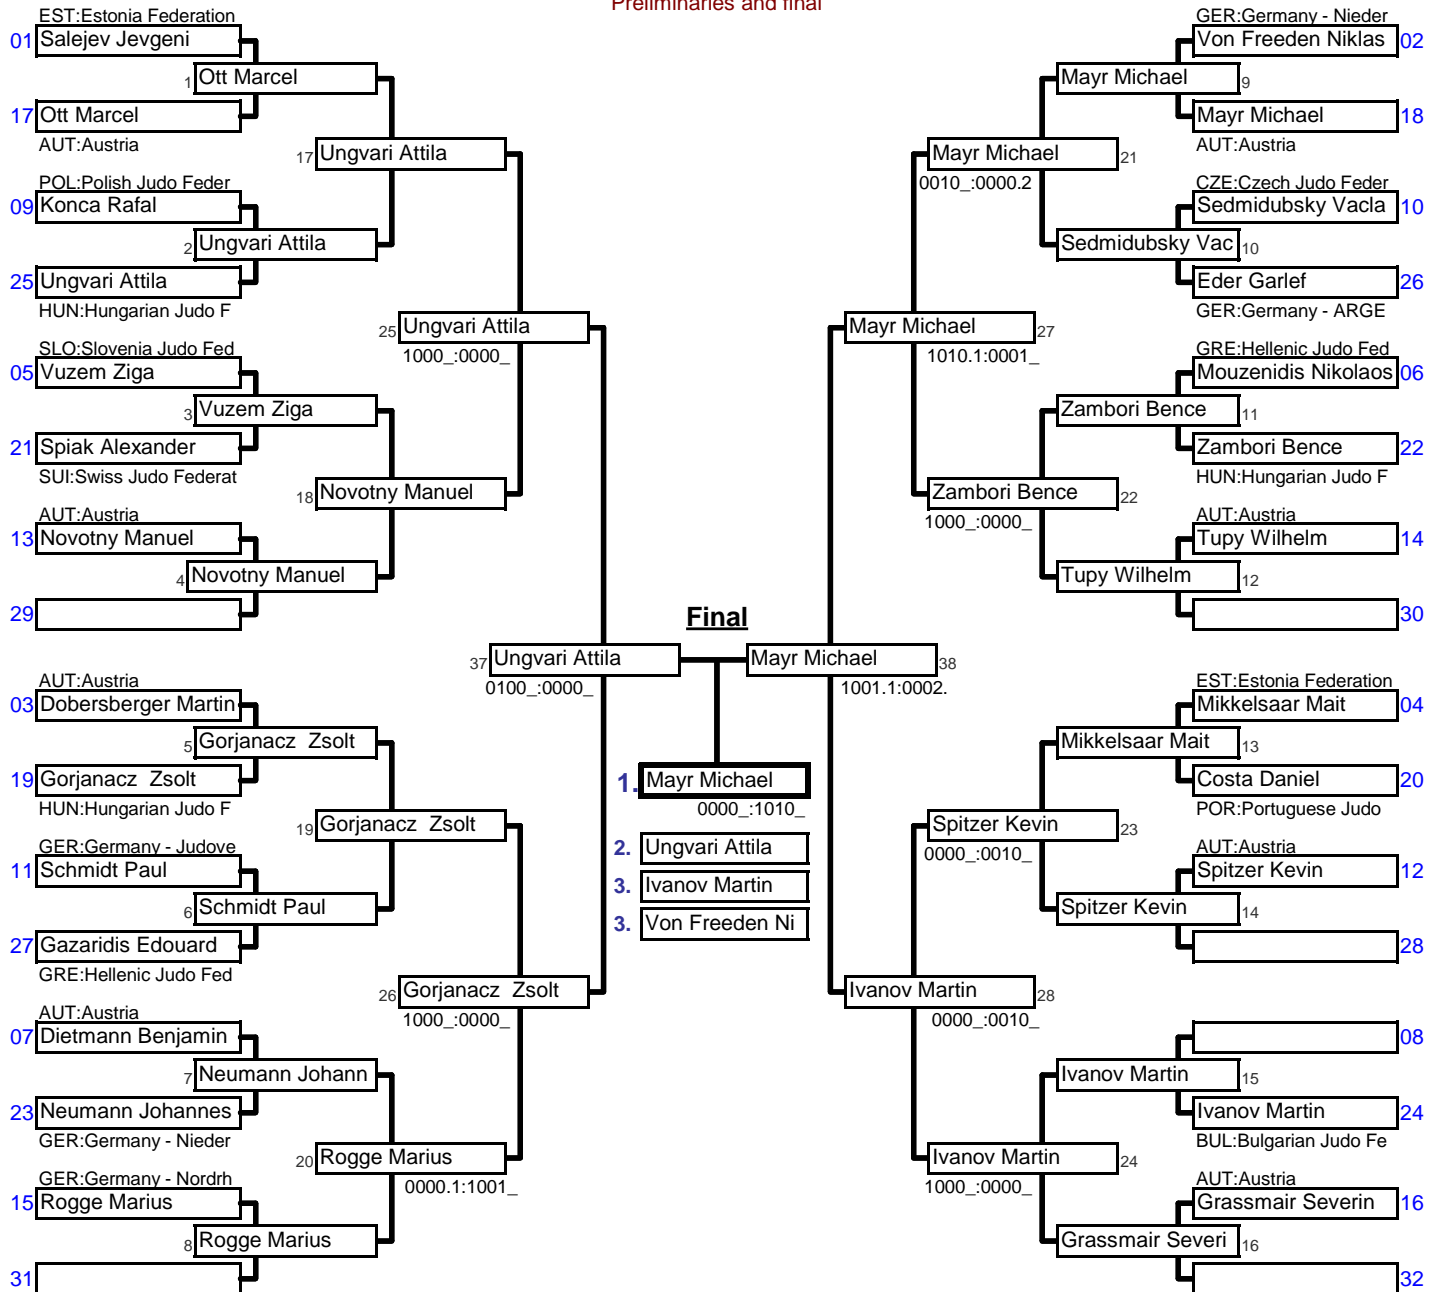 Preliminaries and final
EST:Estonia Federation
01 Salejev Jevgeni
1 Ott Marcel
17 Ott Marcel
AUT:Austria
17 Ungvari Attila
POL:Polish Judo Feder
09 Konca Rafal
2 Ungvari Attila
25 Ungvari Attila
HUN:Hungarian Judo F
25 Ungvari Attila
1000_:0000_
SLO:Slovenia Judo Fed
05 Vuzem Ziga
3 Vuzem Ziga
21 Spiak Alexander
SUI:Swiss Judo Federat
18 Novotny Manuel
AUT:Austria
13 Novotny Manuel
4 Novotny Manuel
29
37 Ungvari Attila
0100_:0000_
AUT:Austria
03 Dobersberger Martin
5 Gorjanacz  Zsolt
19 Gorjanacz  Zsolt
HUN:Hungarian Judo F
19 Gorjanacz  Zsolt
GER:Germany - Judove
11 Schmidt Paul
6 Schmidt Paul
27 Gazaridis Edouard
GRE:Hellenic Judo Fed
26 Gorjanacz  Zsolt
1000_:0000_
AUT:Austria
07 Dietmann Benjamin
7 Neumann Johann
23 Neumann Johannes
GER:Germany - Nieder
20 Rogge Marius
0000.1:1001_
GER:Germany - Nordrh
15 Rogge Marius
8 Rogge Marius
31
Final
1. Mayr Michael
0000_:1010_
2. Ungvari Attila
3. Ivanov Martin
3. Von Freeden Ni
GER:Germany - Nieder
Von Freeden Niklas 02
Mayr Michael 9
Mayr Michael 18
AUT:Austria
Mayr Michael 21
0010_:0000.2
CZE:Czech Judo Feder
Sedmidubsky Vacla 10
Sedmidubsky Vac 10
Eder Garlef 26
GER:Germany - ARGE
Mayr Michael 27
1010.1:0001_
GRE:Hellenic Judo Fed
Mouzenidis Nikolaos 06
Zambori Bence 11
Zambori Bence 22
HUN:Hungarian Judo F
Zambori Bence 22
1000_:0000_
AUT:Austria
Tupy Wilhelm 14
Tupy Wilhelm 12
30
Mayr Michael 38
1001.1:0002.
EST:Estonia Federation
Mikkelsaar Mait 04
Mikkelsaar Mait 13
Costa Daniel 20
POR:Portuguese Judo
Spitzer Kevin 23
0000_:0010_
AUT:Austria
Spitzer Kevin 12
Spitzer Kevin 14
28
Ivanov Martin 28
0000_:0010_
08
Ivanov Martin 15
Ivanov Martin 24
BUL:Bulgarian Judo Fe
Ivanov Martin 24
1000_:0000_
AUT:Austria
Grassmair Severin 16
Grassmair Severi 16
32